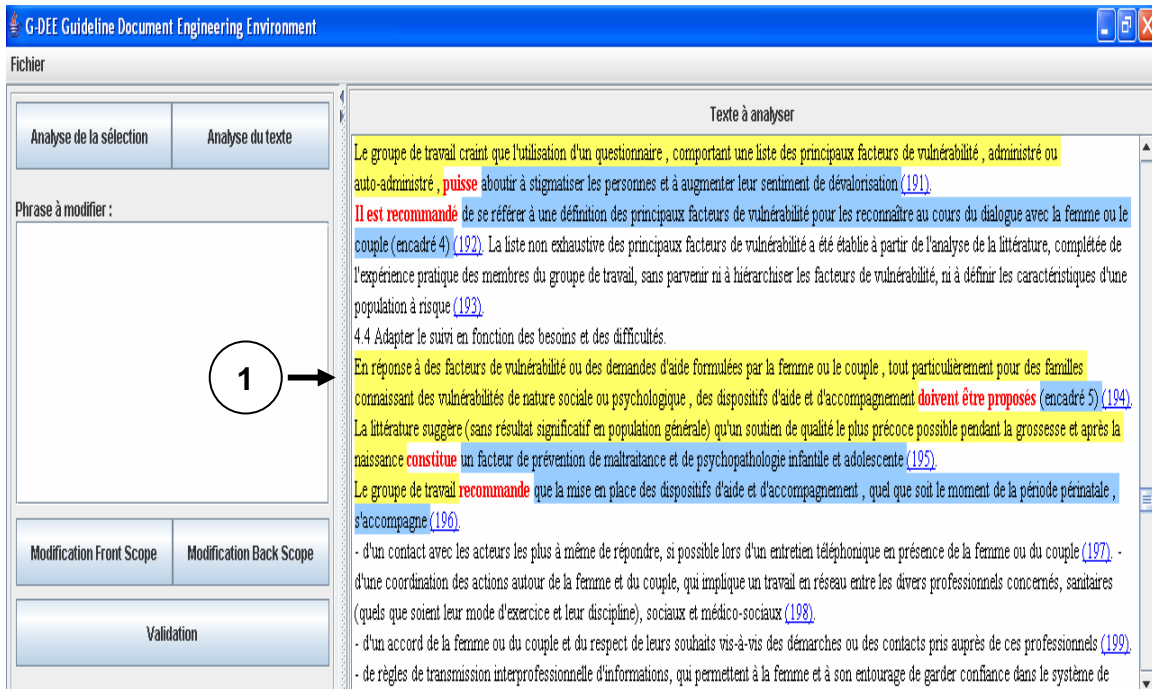 G-DEE Guideline Document Engineering Environment
Fichier
Analyse de la sélection
Analyse du texte
Phrase à modifier :
Modification Front Scope
Modification Back Scope
Validation
1
Texte à analyser
Le groupe de travail craint que l'utilisation d'un questionnaire , comportant une liste des principaux facteurs de vulnérabilité , administré ou
auto-administré , puisse aboutir à stigmatiser les personnes et à augmenter leur sentiment de dévalorisation (191).
Il est recommandé de se référer à une définition des principaux facteurs de vulnérabilité pour les reconnaître au cours du dialogue avec la femme ou le
couple (encadré 4) (192). La liste non exhaustive des principaux facteurs de vulnérabilité a été établie à partir de l'analyse de la littérature, complétée de
l'expérience pratique des membres du groupe de travail, sans parvenir ni à hiérarchiser les facteurs de vulnérabilité, ni à définir les caractéristiques d'une
population à risque (193).
4.4 Adapter le suivi en fonction des besoins et des difficultés.
En réponse à des facteurs de vulnérabilité ou des demandes d'aide formulées par la femme ou le couple , tout particulièrement pour des familles
connaissant des vulnérabilités de nature sociale ou psychologique , des dispositifs d'aide et d'accompagnement doivent être proposés (encadré 5) (194).
La littérature suggère (sans résultat significatif en population générale) qu'un soutien de qualité le plus précoce possible pendant la grossesse et après la
naissance constitue un facteur de prévention de maltraitance et de psychopathologie infantile et adolescente (195).
Le groupe de travail recommande que la mise en place des dispositifs d'aide et d'accompagnement , quel que soit le moment de la période périnatale ,
s'accompagne (196).
- d'un contact avec les acteurs les plus à même de répondre, si possible lors d'un entretien téléphonique en présence de la femme ou du couple (197). -
d'une coordination des actions autour de la femme et du couple, qui implique un travail en réseau entre les divers professionnels concernés, sanitaires
(quels que soient leur mode d'exercice et leur discipline), sociaux et médico-sociaux (198).
- d'un accord de la femme ou du couple et du respect de leurs souhaits vis-à-vis des démarches ou des contacts pris auprès de ces professionnels (199).
- de règles de transmission interprofessionnelle d'informations, qui permettent à la femme et à son entourage de garder confiance dans le système de